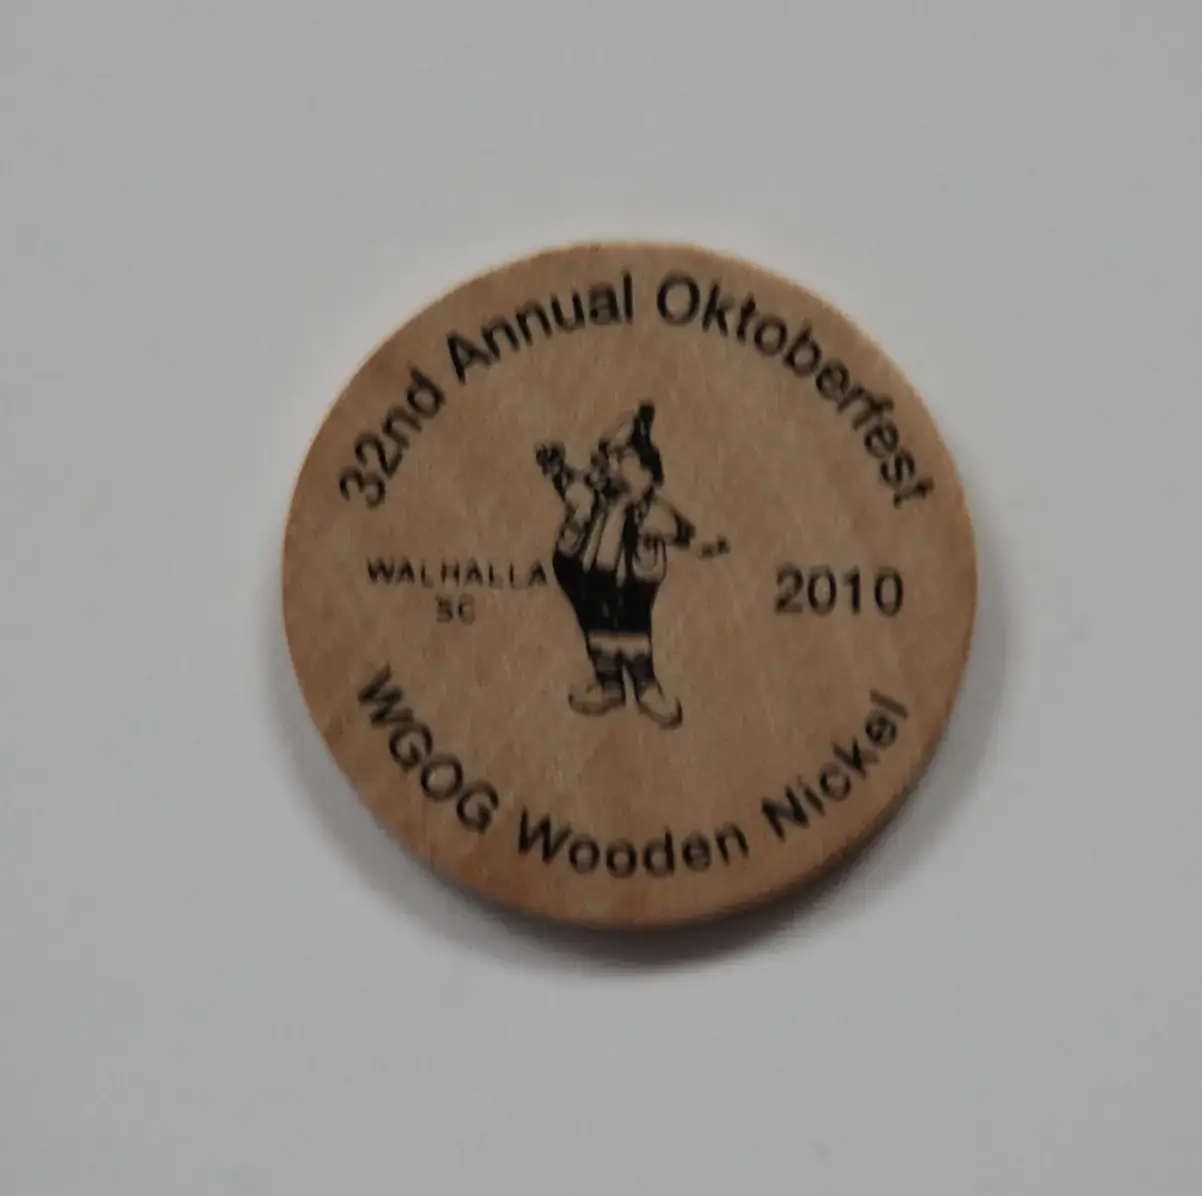 32nd Annual Oktoberfest
WALHALLA
SC
2010
WGOG Wooden Nickel